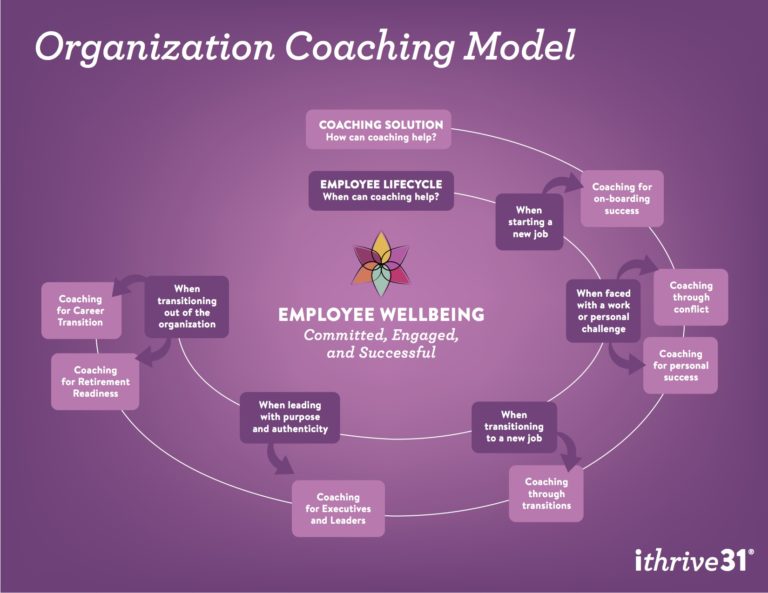 Organization Coaching Model
COACHING SOLUTION
How can coaching help?
EMPLOYEE LIFECYCLE
When can coaching help?
When
starting a
new job
Coaching for
on-boarding
success
When faced
with a work
or personal
challenge
Coaching
through
conflict
Coaching
for personal
success
When
transitioning
to a new job
Coaching
through
transitions
When leading
with purpose
and authenticity
Coaching
for Executives
and Leaders
When
transitioning
out of the
organization
Coaching
for Career
Transition
Coaching
for Retirement
Readiness
EMPLOYEE WELLBEING
Committed, Engaged,
and Successful
ithrive31®